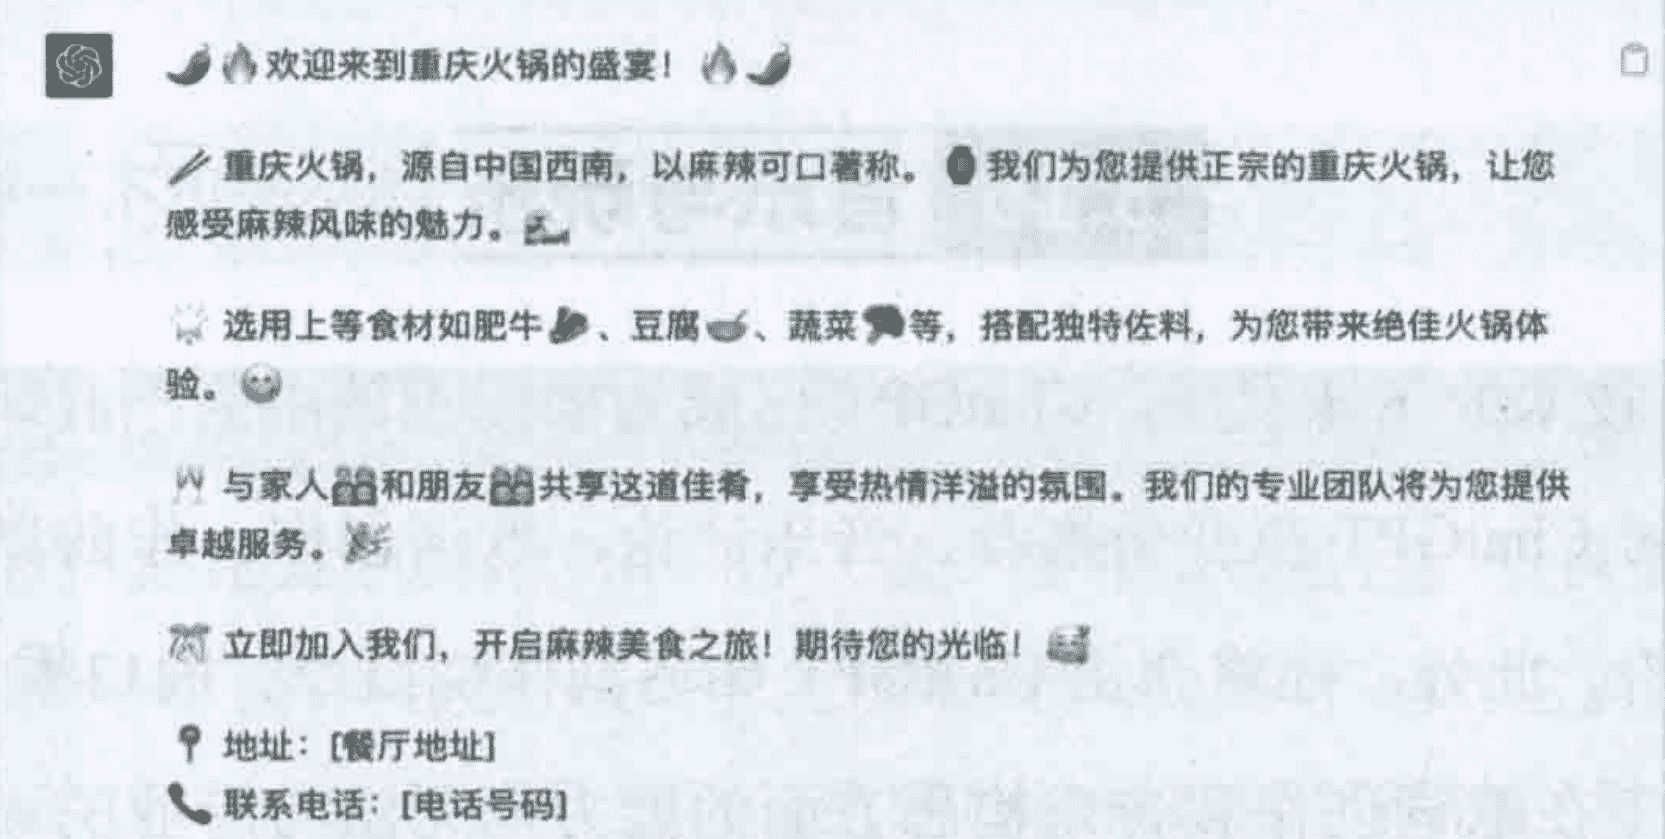 🌶️🔥欢迎来到重庆火锅的盛宴！🔥🌶️
🥢重庆火锅，源自中国西南，以麻辣可口著称。🏮我们为您提供正宗的重庆火锅，让您
感受麻辣风味的魅力。
选用上等食材如肥牛🥩、豆腐🥣、蔬菜🥦等，搭配独特佐料，为您带来绝佳火锅体
验。😋
🥂与家人👨‍👩‍👧‍👦和朋友👭共享这道佳肴，享受热情洋溢的氛围。我们的专业团队将为您提供
卓越服务。🎉
🎊立即加入我们，开启麻辣美食之旅！期待您的光临！🥰
📍地址：[餐厅地址]
📞联系电话：[电话号码]